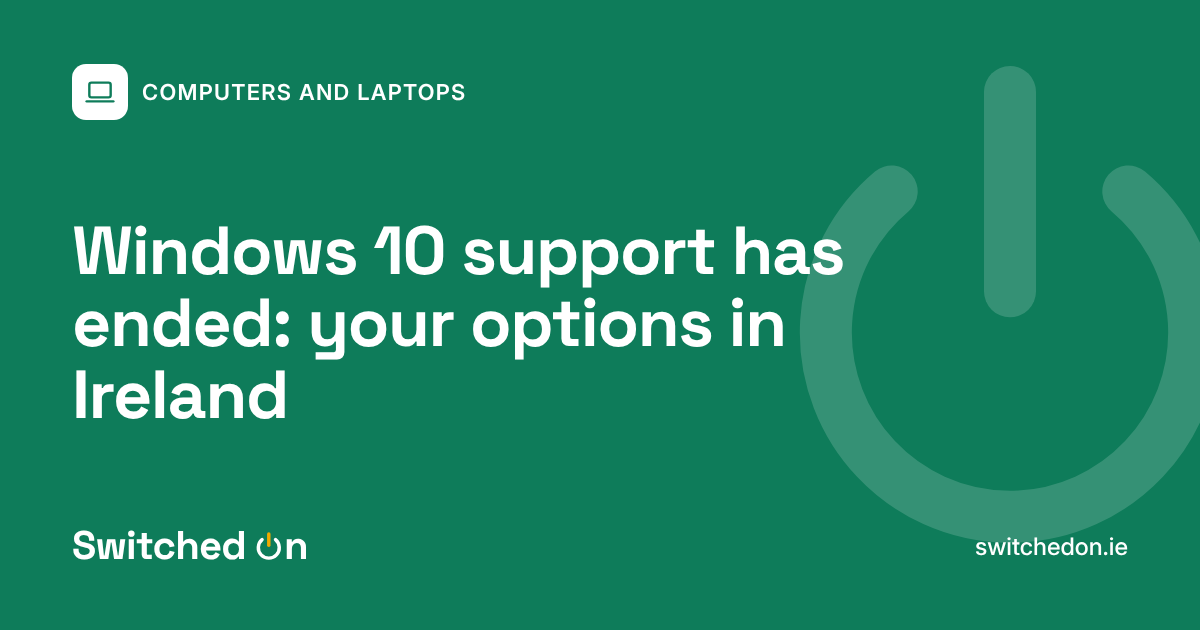 COMPUTERS AND LAPTOPS
Windows 10 support has
ended: your options in
Ireland
Switched On
switchedon.ie